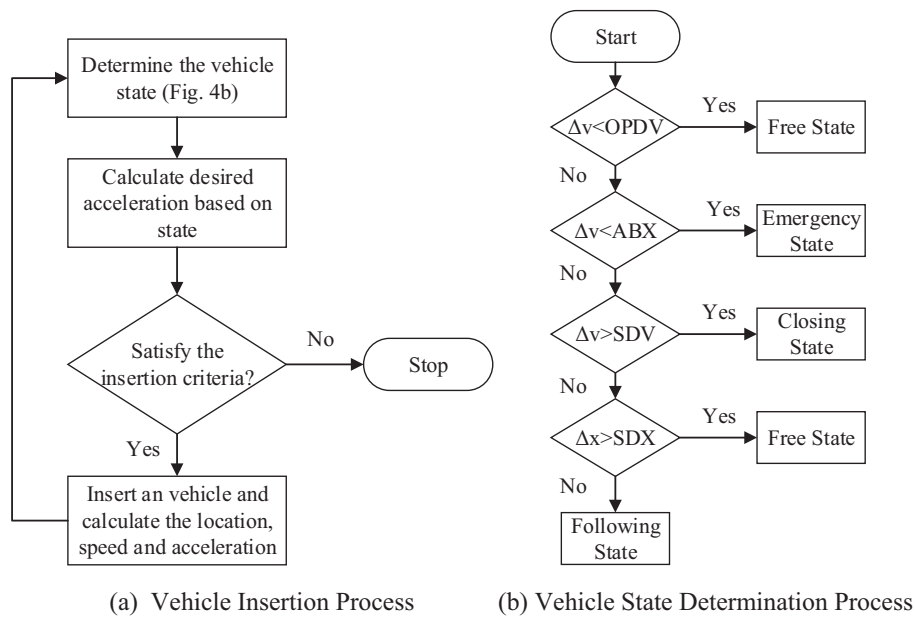 Determine the vehicle
state (Fig. 4b)
Calculate desired
acceleration based on
state
Satisfy the
insertion criteria?
No
Stop
Yes
Insert an vehicle and
calculate the location,
speed and acceleration
(a) Vehicle Insertion Process
Start
Δv<OPDV
Yes
Free State
No
Δv<ABX
Yes
Emergency
State
No
Δv>SDV
Yes
Closing
State
No
Δx>SDX
Yes
Free State
No
Following
State
(b) Vehicle State Determination Process